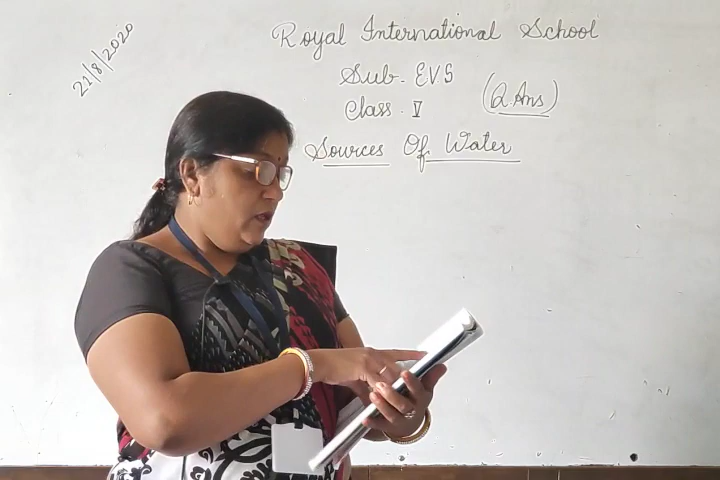 21/8/2020
Royal International School
Sub. EVS
Class. V (Q.Ans)
Sources Of Water